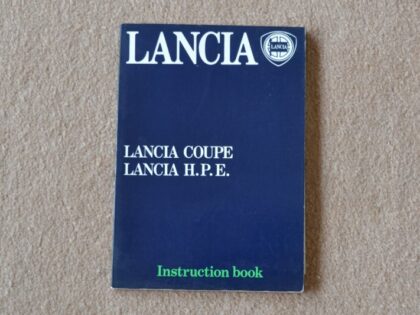 LANCIA
LANCIA
LANCIA COUPE
LANCIA H.P.E.
Instruction book